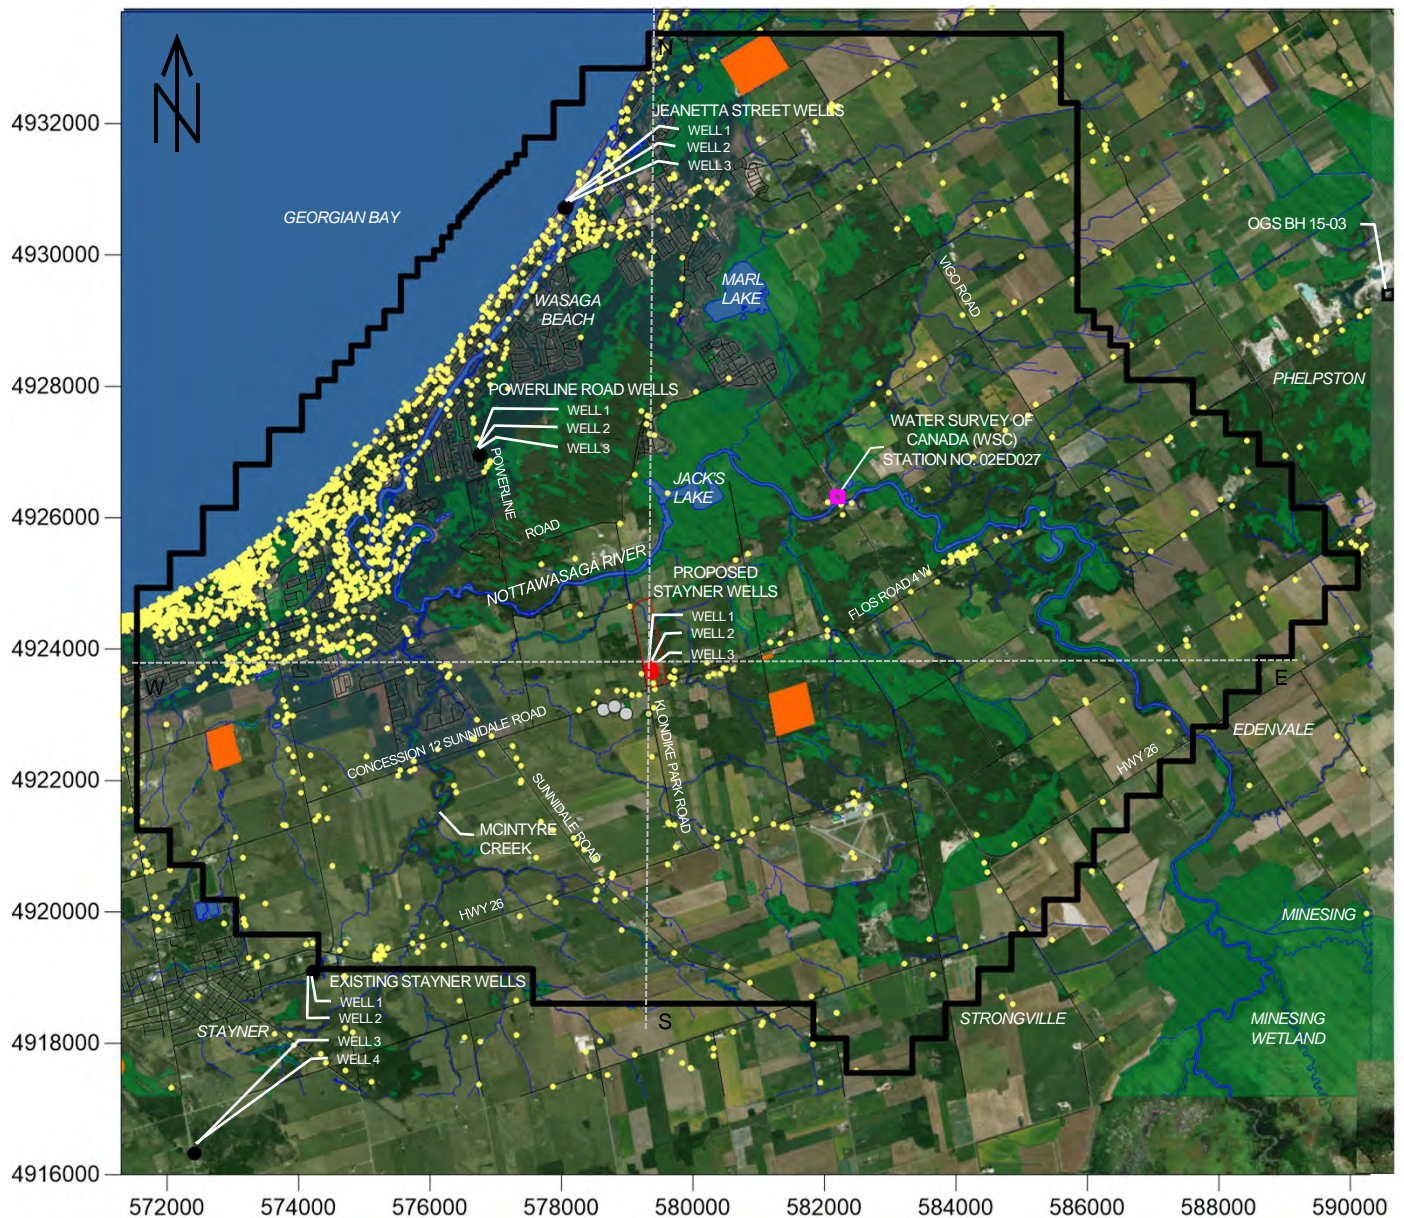 N
N
JEANETTA STREET WELLS
WELL 1
WELL 2
WELL 3
4932000
GEORGIAN BAY
OGS BH 15-03
4930000
VIGO ROAD
MARL
LAKE
WASAGA
BEACH
4928000
PHELPSTON
POWERLINE ROAD WELLS
WELL 1
WELL 2
WELL 3
WATER SURVEY OF
CANADA (WSC)
STATION NO: 02ED027
POWERLINE
ROAD
JACK'S
LAKE
4926000
NOTTAWASAGA RIVER
PROPOSED
STAYNER WELLS
WELL 1
WELL 2
WELL 3
FLOS ROAD 4 W
4924000
W
E
EDENVALE
CONCESSION 12 SUNNIDALE ROAD
KLONDIKE PARK ROAD
HWY 26
4922000
SUNNIDALE ROAD
MCINTYRE
CREEK
4920000
HWY 26
MINESING
EXISTING STAYNER WELLS
WELL 1
WELL 2
WELL 3
WELL 4
STAYNER
S
STRONGVILLE
MINESING
WETLAND
4918000
4916000
572000 574000 576000 578000 580000 582000 584000 586000 588000 590000